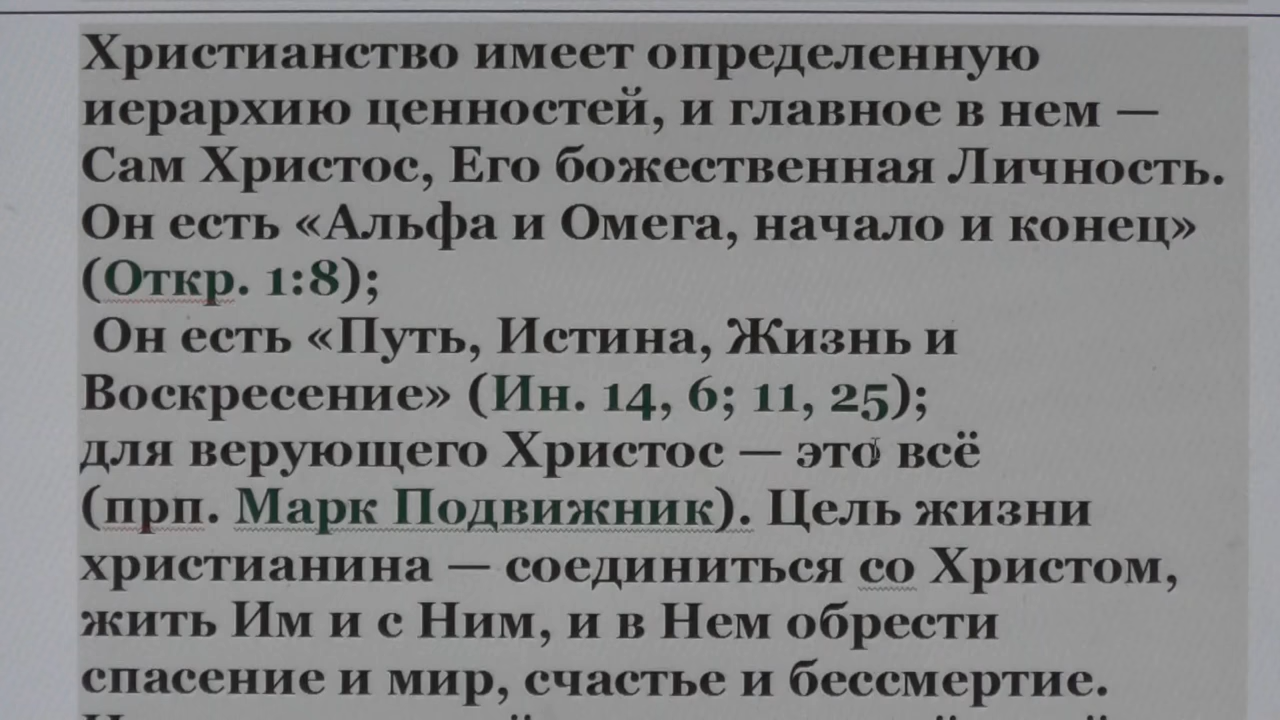 Христианство имеет определенную
иерархию ценностей, и главное в нем —
Сам Христос, Его божественная Личность.
Он есть «Альфа и Омега, начало и конец»
(Откр. 1:8);
Он есть «Путь, Истина, Жизнь и
Воскресение» (Ин. 14, 6; 11, 25);
для верующего Христос — это всё
(прп. Марк Подвижник). Цель жизни
христианина — соединиться со Христом,
жить Им и с Ним, и в Нем обрести
спасение и мир, счастье и бессмертие.